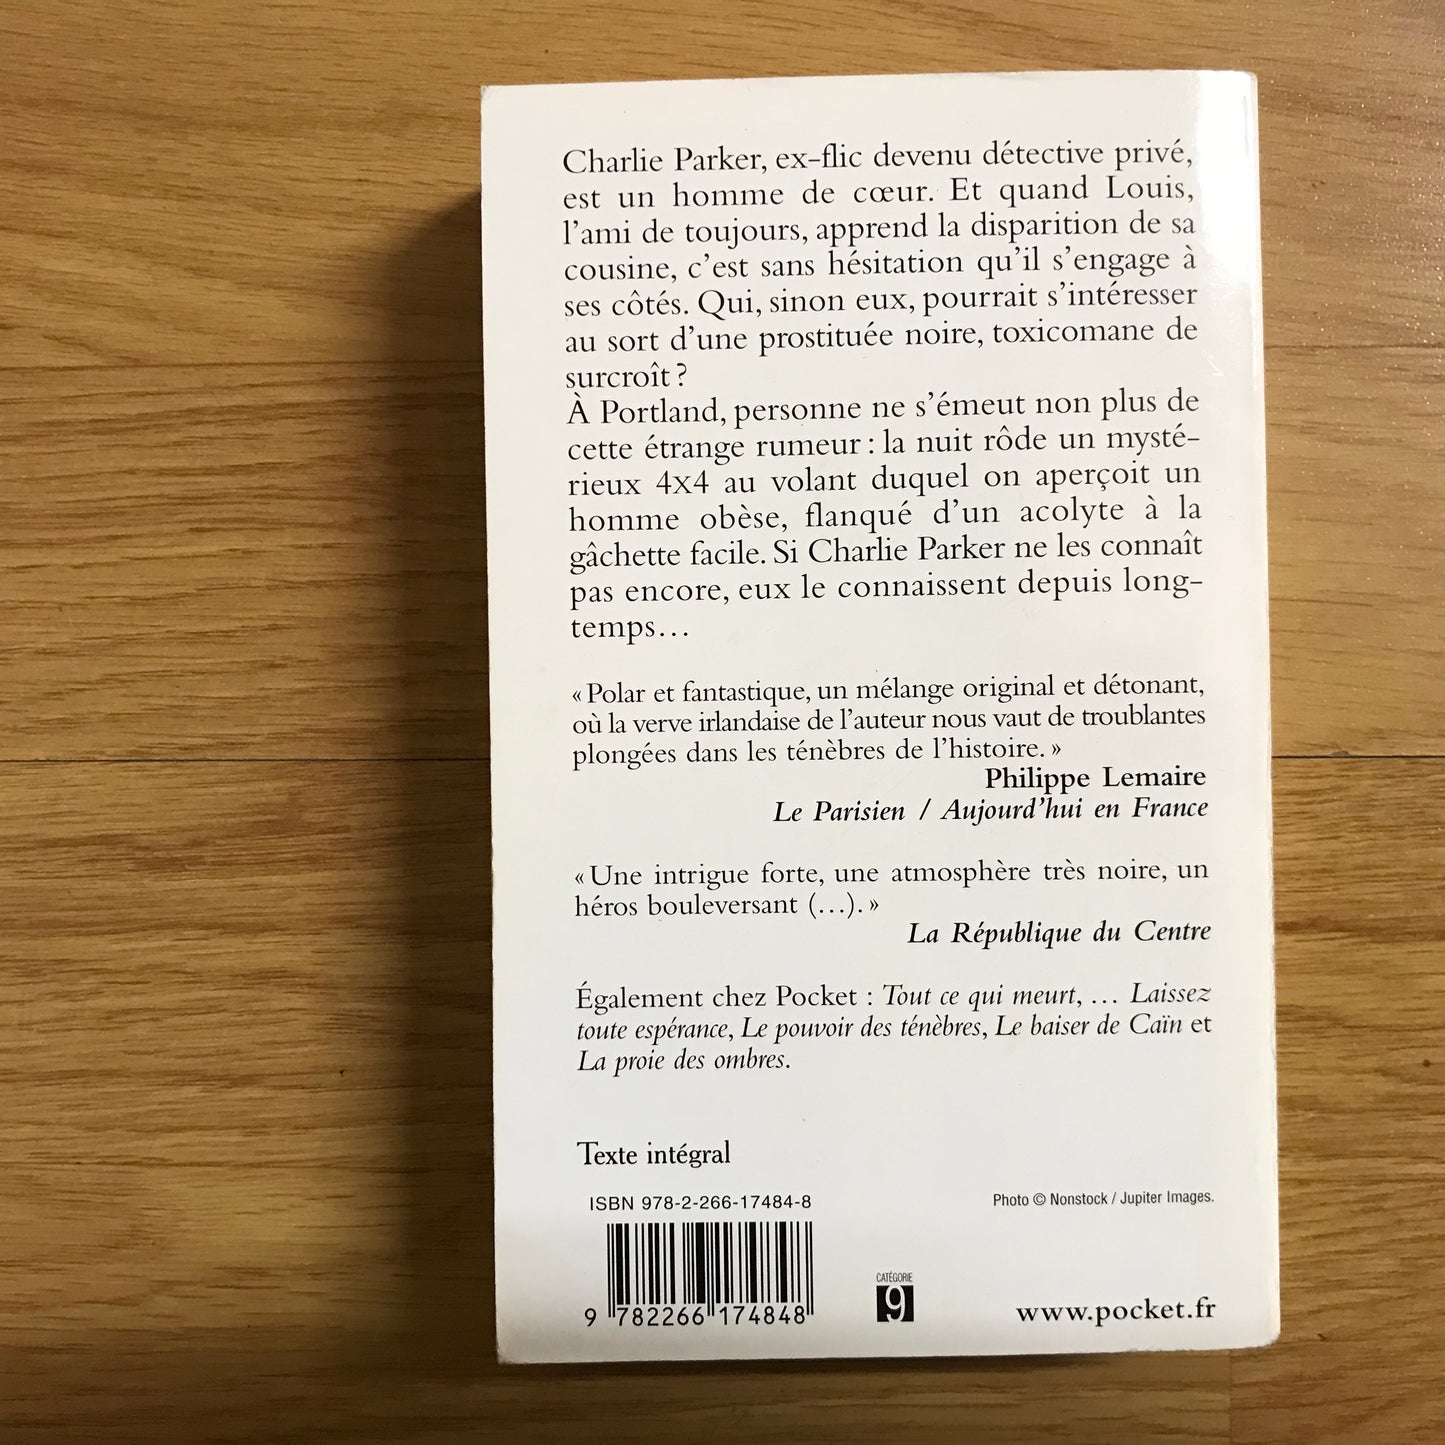 Charlie Parker, ex-flic devenu détective privé,
est un homme de cœur. Et quand Louis,
l'ami de toujours, apprend la disparition de sa
cousine, c'est sans hésitation qu'il s'engage à
ses côtés. Qui, sinon eux, pourrait s'intéresser
au sort d'une prostituée noire, toxicomane de
surcroît ?
À Portland, personne ne s'émeut non plus de
cette étrange rumeur : la nuit rôde un mysté-
rieux 4x4 au volant duquel on aperçoit un
homme obèse, flanqué d'un acolyte à la
gâchette facile. Si Charlie Parker ne les connaît
pas encore, eux le connaissent depuis long-
temps…
« Polar et fantastique, un mélange original et détonant,
où la verve irlandaise de l'auteur nous vaut de troublantes
plongées dans les ténèbres de l'histoire. »
Philippe Lemaire
Le Parisien / Aujourd'hui en France
« Une intrigue forte, une atmosphère très noire, un
héros bouleversant (…). »
La République du Centre
Également chez Pocket : Tout ce qui meurt, … Laissez
toute espérance, Le pouvoir des ténèbres, Le baiser de Caïn et
La proie des ombres.
Texte intégral
ISBN 978-2-266-17484-8
Photo © Nonstock / Jupiter Images.
9 782266 174848
CATÉGORIE
9
www.pocket.fr